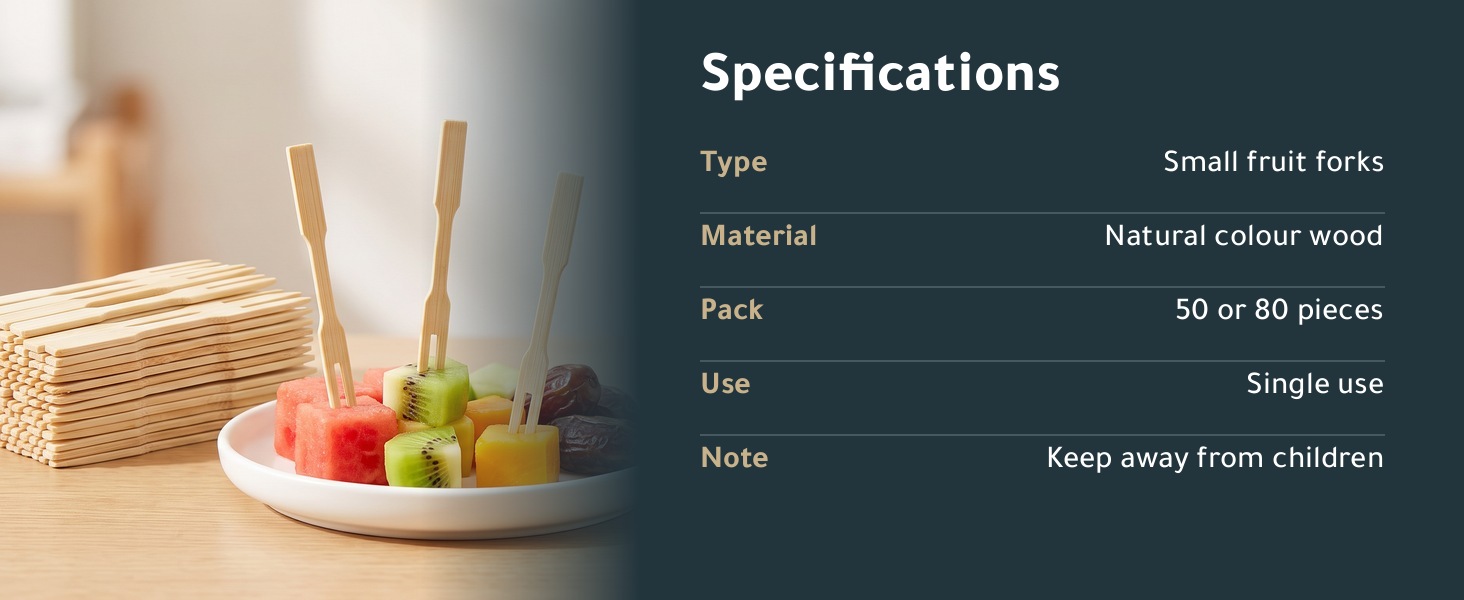 Specifications
Type Small fruit forks
Material Natural colour wood
Pack 50 or 80 pieces
Use Single use
Note Keep away from children